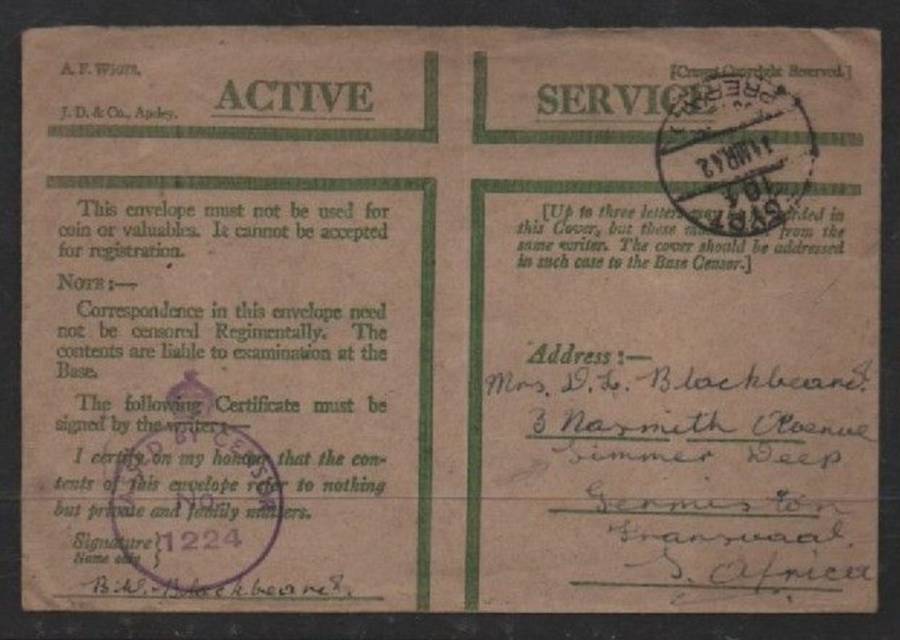 A. F. W3078.
ACTIVE SERVICE
[Crown Copyright Reserved.]
J. D. & Co., Apsley.
This envelope must not be used for
coin or valuables. It cannot be accepted
for registration.
NOTE :—
Correspondence in this envelope need
not be censored Regimentally. The
contents are liable to examination at the
Base.
The following Certificate must be
signed by the writer:—
I certify on my honour that the con-
tents of this envelope refer to nothing
but private and family matters.
Signature }
Name only }
B.W. Blackbeard.
PASSED BY CENSOR
No.
1224
EGYPT
14 MR 42
[Up to three letters may be forwarded in
this Cover, but these must be from the
same writer. The cover should be addressed
in such case to the Base Censor.]
Address :—
Mrs. D. L. Blackbeard.
3 Nasmith Avenue
Simmer Deep
Germiston
Transvaal.
S. Africa